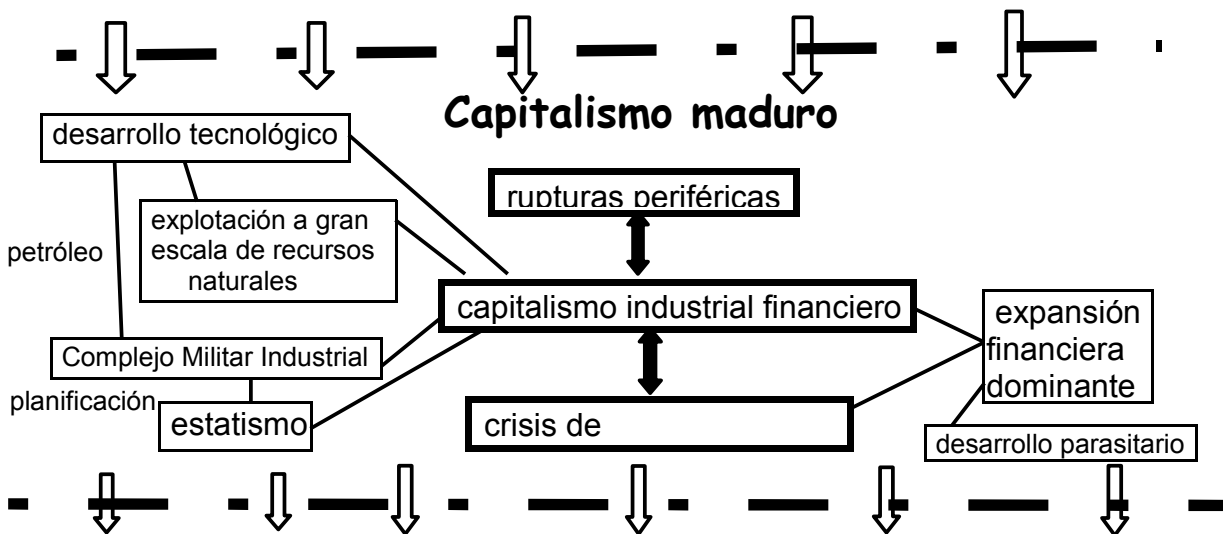 Capitalismo maduro
desarrollo tecnológico
rupturas periféricas
explotación a gran
escala de recursos
naturales
petróleo
capitalismo industrial financiero
expansión
financiera
dominante
Complejo Militar Industrial
planificación
estatismo
crisis de
desarrollo parasitario